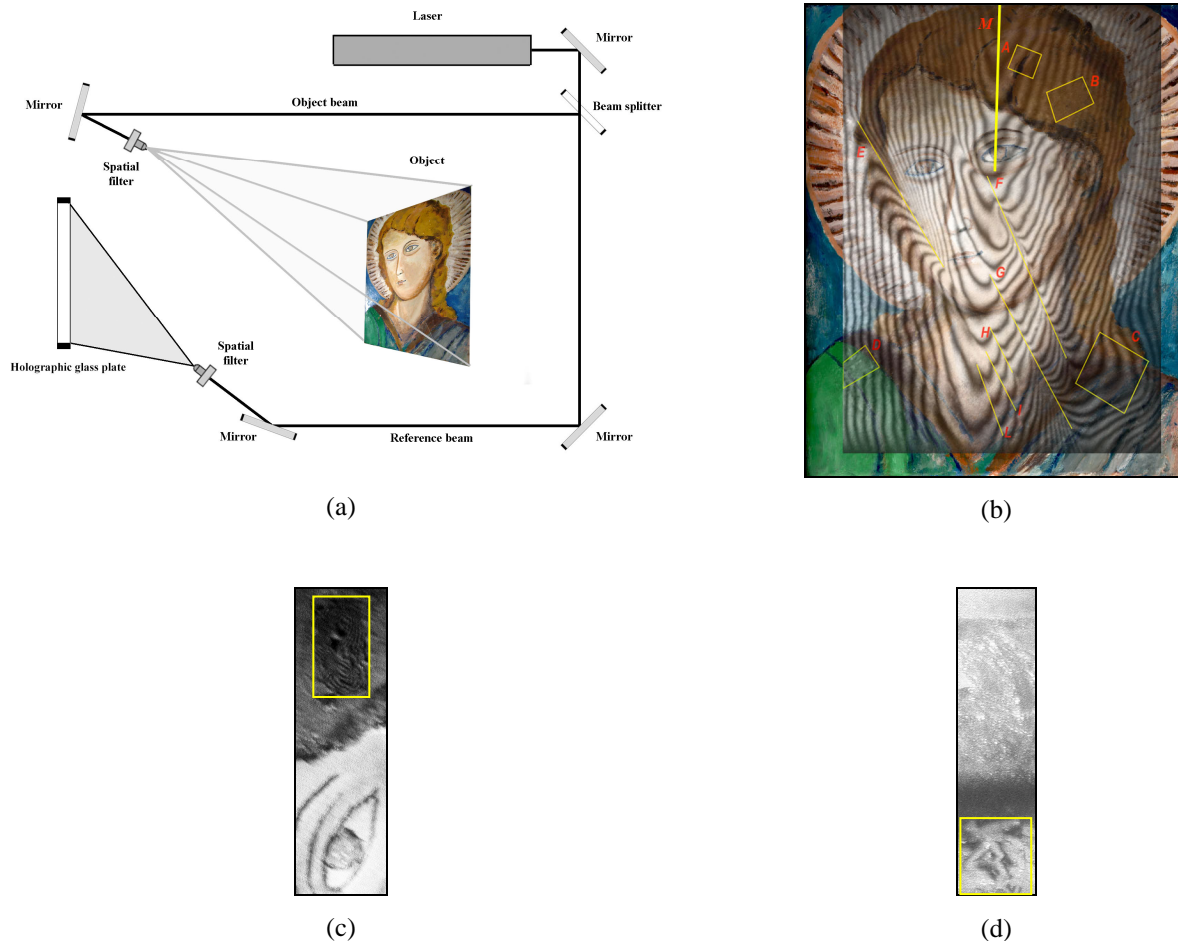 Laser
Mirror
Mirror
Object beam
Beam splitter
Spatial
filter
Object
Spatial
filter
Holographic glass plate
Mirror
Reference beam
Mirror
(a)
M
A
B
E
F
G
H
C
D
I
L
(b)
(c)
(d)